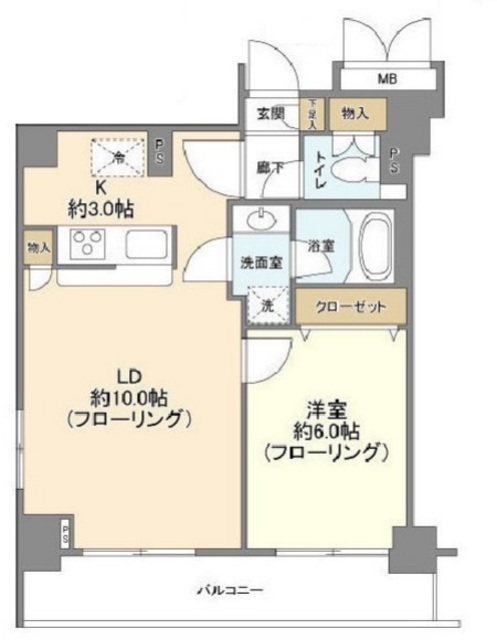 MB
玄関
下足入
物入
PS
冷
PS
トイレ
廊下
K
約3.0帖
物入
洗面室
浴室
洗
クローゼット
LD
約10.0帖
(フローリング)
洋室
約6.0帖
(フローリング)
PS
バルコニー